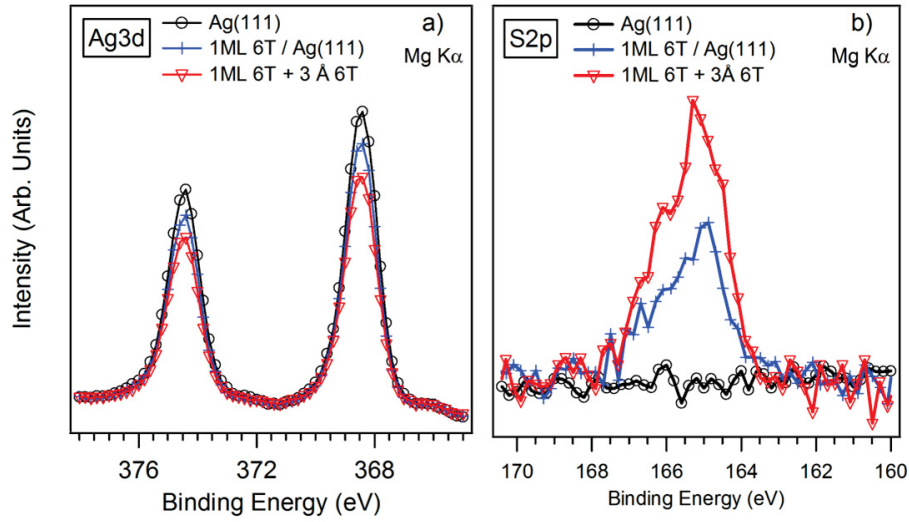 Ag3d
a)
Ag(111)
1ML 6T / Ag(111)
1ML 6T + 3 Å 6T
Mg Kα
Intensity (Arb. Units)
376
372
368
Binding Energy (eV)
S2p
b)
Ag(111)
1ML 6T / Ag(111)
1ML 6T + 3Å 6T
Mg Kα
170
168
166
164
162
160
Binding Energy (eV)